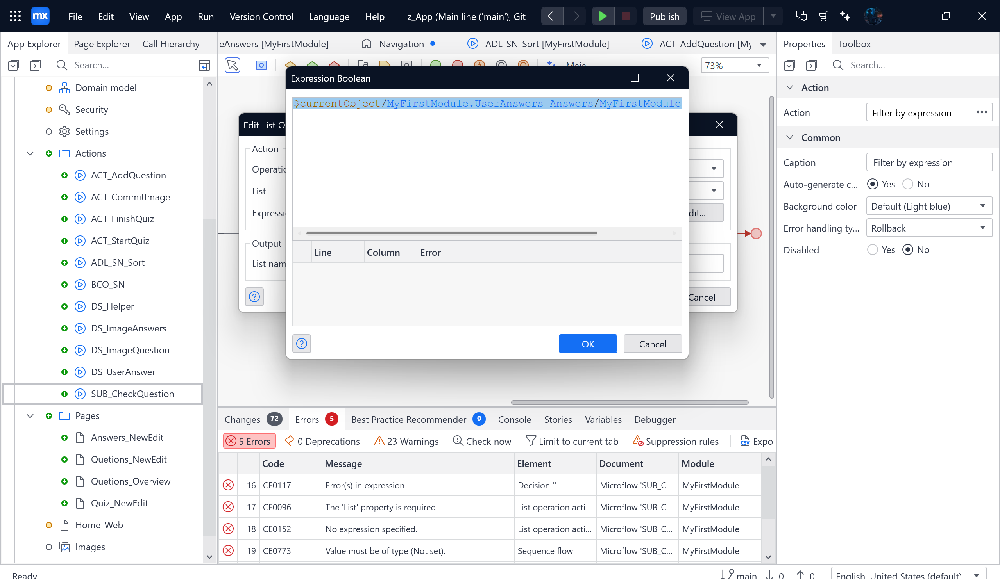 mx
File Edit View App Run Version Control Language Help z_App (Main line ('main'), Git Publish View App
App Explorer Page Explorer Call Hierarchy
Search...
Domain model
Security
Settings
Actions
ACT_AddQuestion
ACT_CommitImage
ACT_FinishQuiz
ACT_StartQuiz
ADL_SN_Sort
BCO_SN
DS_Helper
DS_ImageAnswers
DS_ImageQuestion
DS_UserAnswer
SUB_CheckQuestion
Pages
Answers_NewEdit
Quetions_NewEdit
Quetions_Overview
Quiz_NewEdit
Home_Web
Images
eAnswers [MyFirstModule] Navigation ADL_SN_Sort [MyFirstModule] ACT_AddQuestion [My
Maia 73%
Expression Boolean
$currentObject/MyFirstModule.UserAnswers_Answers/MyFirstModule
Line Column Error
OK Cancel
Edit List O
Action
Operatio
List
Expressi
dit...
Output
List nam
Cancel
Changes 72 Errors 5 Best Practice Recommender 0 Console Stories Variables Debugger
5 Errors 0 Deprecations 23 Warnings Check now Limit to current tab Suppression rules CSV Expor
Code Message Element Document Module
16 CE0117 Error(s) in expression. Decision '' Microflow 'SUB_C... MyFirstModule
17 CE0096 The 'List' property is required. List operation acti... Microflow 'SUB_C... MyFirstModule
18 CE0152 No expression specified. List operation acti... Microflow 'SUB_C... MyFirstModule
19 CE0773 Value must be of type (Not set). Sequence flow Microflow 'SUB_C... MyFirstModule
Properties Toolbox
Search...
Action
Action Filter by expression ...
Common
Caption Filter by expression
Auto-generate c... Yes No
Background color Default (Light blue)
Error handling ty... Rollback
Disabled Yes No
Ready main 0 0 English, United States (default)